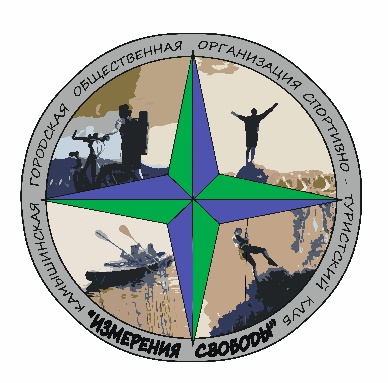 КАМЫШИНСКАЯ ГОРОДСКАЯ ОБЩЕСТВЕННАЯ ОРГАНИЗАЦИЯ СПОРТИВНО - ТУРИСТСКИЙ КЛУБ
"ИЗМЕРЕНИЯ СВОБОДЫ"